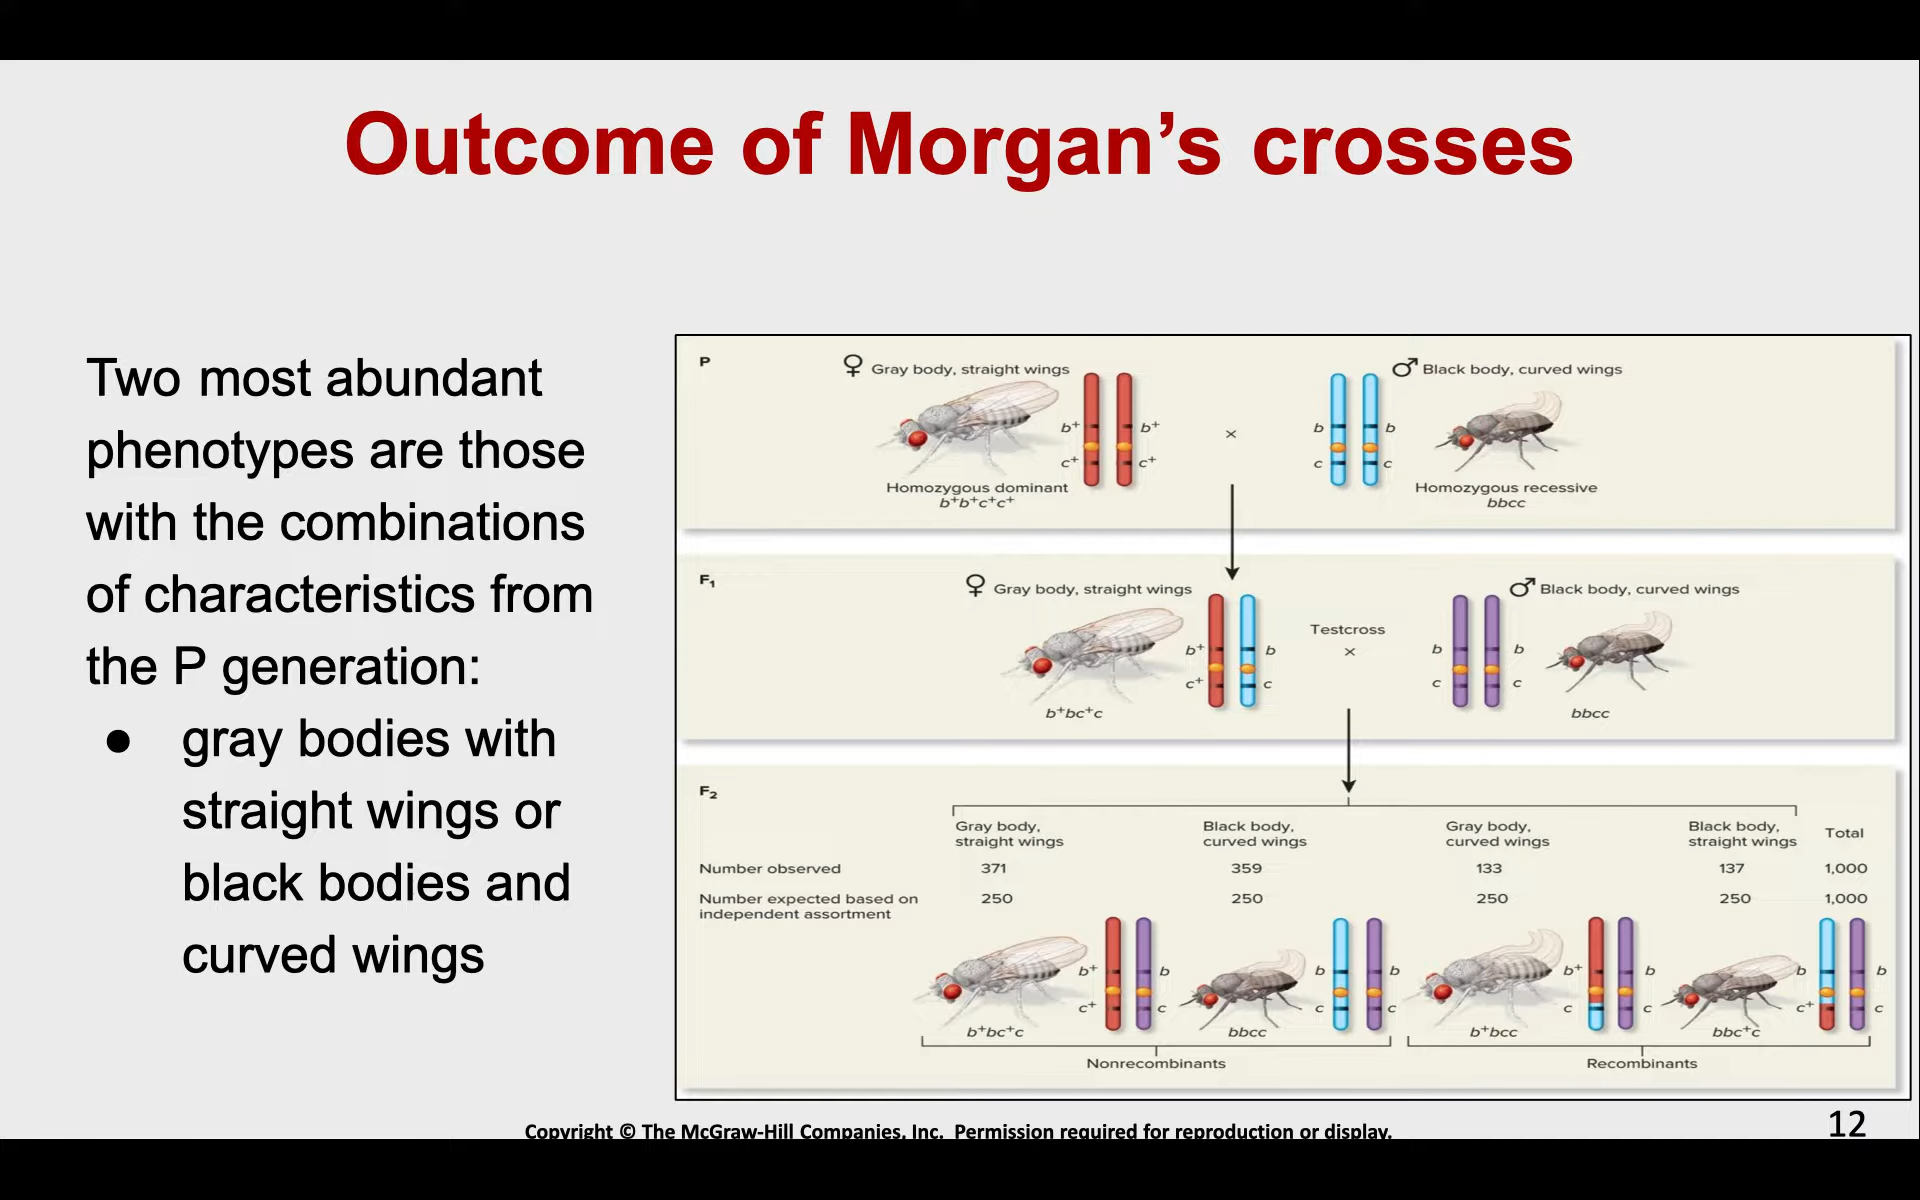 Outcome of Morgan’s crosses
Two most abundant
phenotypes are those
with the combinations
of characteristics from
the P generation:
● gray bodies with
straight wings or
black bodies and
curved wings
P
♀ Gray body, straight wings
♂ Black body, curved wings
b⁺ b⁺
c⁺ c⁺
×
b b
c c
Homozygous dominant
b⁺b⁺c⁺c⁺
Homozygous recessive
bbcc
F₁
♀ Gray body, straight wings
♂ Black body, curved wings
b⁺ b
c⁺ c
Testcross
×
b b
c c
b⁺bc⁺c
bbcc
F₂
Gray body,
straight wings
Black body,
curved wings
Gray body,
curved wings
Black body,
straight wings
Total
Number observed 371 359 133 137 1,000
Number expected based on
independent assortment
250 250 250 250 1,000
b⁺ b b b b⁺ b b b
c⁺ c c c c c c⁺ c
b⁺bc⁺c bbcc b⁺bcc bbc⁺c
Nonrecombinants Recombinants
Copyright © The McGraw-Hill Companies, Inc. Permission required for reproduction or display.
12